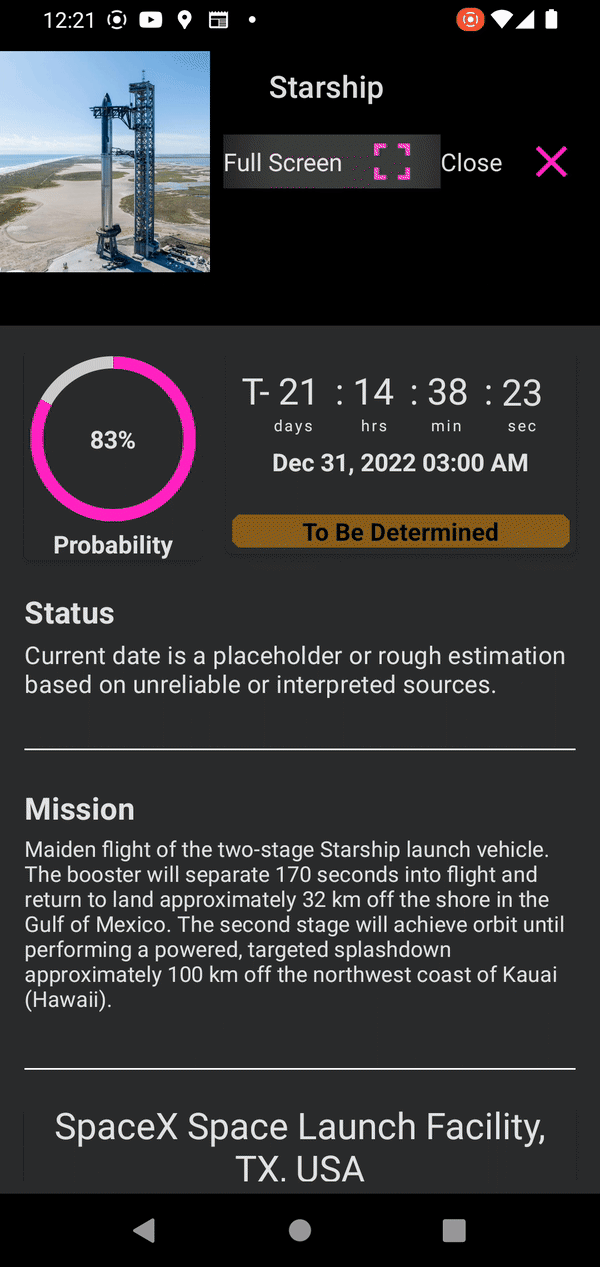 12:21
Starship
Full Screen
Close
83%
Probability
T- 21 : 14 : 38 : 23
days hrs min sec
Dec 31, 2022 03:00 AM
To Be Determined
Status
Current date is a placeholder or rough estimation
based on unreliable or interpreted sources.
Mission
Maiden flight of the two-stage Starship launch vehicle.
The booster will separate 170 seconds into flight and
return to land approximately 32 km off the shore in the
Gulf of Mexico. The second stage will achieve orbit until
performing a powered, targeted splashdown
approximately 100 km off the northwest coast of Kauai
(Hawaii).
SpaceX Space Launch Facility,
TX, USA